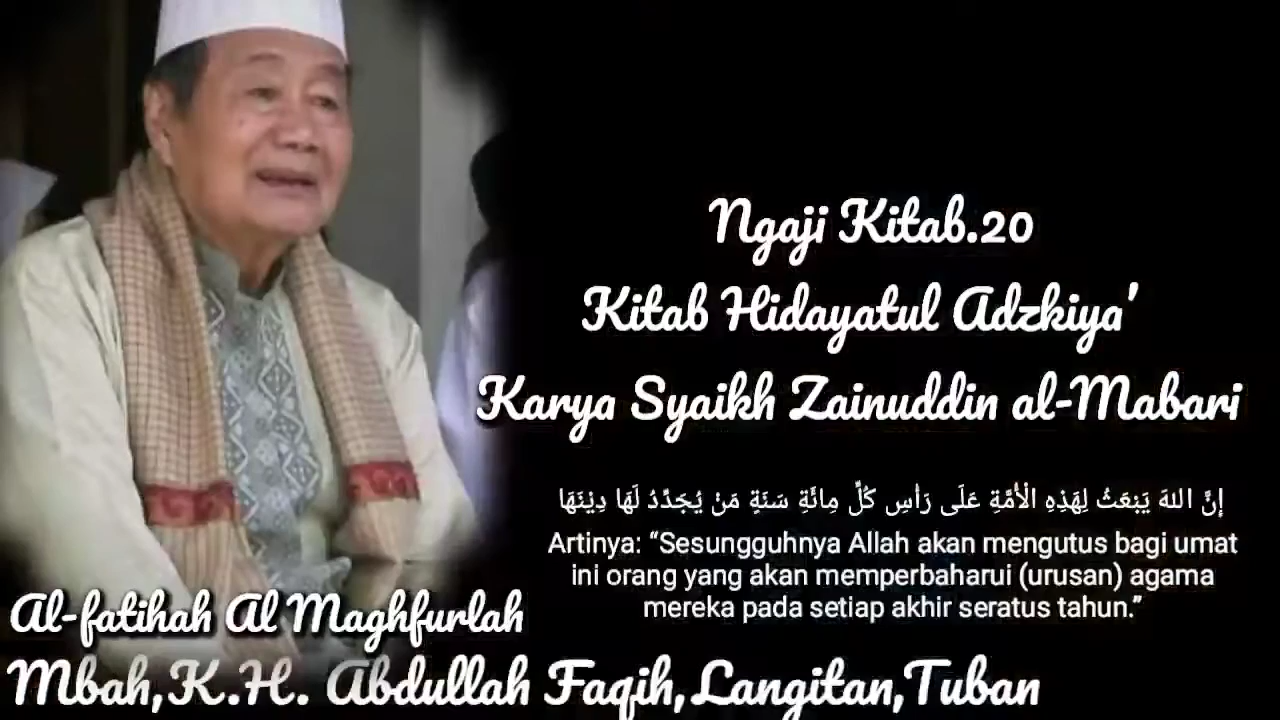 Ngaji Kitab.20
Kitab Hidayatul Adzkiya'
Karya Syaikh Zainuddin al-Mabari
إِنَّ اللهَ يَبْعَثُ لِهَذِهِ الْأُمَّةِ عَلَى رَأْسِ كُلِّ مِائَةِ سَنَةٍ مَنْ يُجَدِّدُ لَهَا دِيْنَهَا
Artinya: “Sesungguhnya Allah akan mengutus bagi umat
ini orang yang akan memperbaharui (urusan) agama
mereka pada setiap akhir seratus tahun.”
Al-fatihah Al Maghfurlah
Mbah,K.H. Abdullah Faqih,Langitan,Tuban